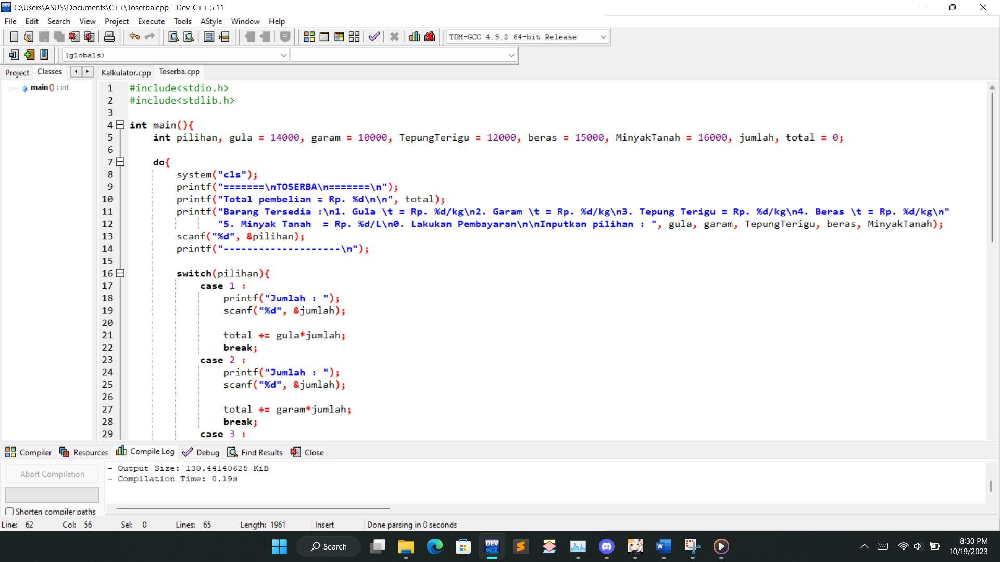 C:\Users\ASUS\Documents\C++\Toserba.cpp - Dev-C++ 5.11
File Edit Search View Project Execute Tools AStyle Window Help
TDM-GCC 4.9.2 64-bit Release
(globals)
Project Classes Kalkulator.cpp Toserba.cpp
main () : int
1 #include<stdio.h>
2 #include<stdlib.h>
3
4 int main(){
5 int pilihan, gula = 14000, garam = 10000, TepungTerigu = 12000, beras = 15000, MinyakTanah = 16000, jumlah, total = 0;
6
7 do{
8 system("cls");
9 printf("=======\nTOSERBA\n=======\n");
10 printf("Total pembelian = Rp. %d\n\n", total);
11 printf("Barang Tersedia :\n1. Gula \t = Rp. %d/kg\n2. Garam \t = Rp. %d/kg\n3. Tepung Terigu = Rp. %d/kg\n4. Beras \t = Rp. %d/kg\n"
12 "5. Minyak Tanah  = Rp. %d/L\n0. Lakukan Pembayaran\n\nInputkan pilihan : ", gula, garam, TepungTerigu, beras, MinyakTanah);
13 scanf("%d", &pilihan);
14 printf("--------------------\n");
15
16 switch(pilihan){
17 case 1 :
18 printf("Jumlah : ");
19 scanf("%d", &jumlah);
20
21 total += gula*jumlah;
22 break;
23 case 2 :
24 printf("Jumlah : ");
25 scanf("%d", &jumlah);
26
27 total += garam*jumlah;
28 break;
29 case 3 :
Compiler Resources Compile Log Debug Find Results Close
Abort Compilation
- Output Size: 130.44140625 KiB
- Compilation Time: 0.19s
Shorten compiler paths
Line: 62 Col: 56 Sel: 0 Lines: 65 Length: 1961 Insert Done parsing in 0 seconds
Search
DEV
8:30 PM
10/19/2023